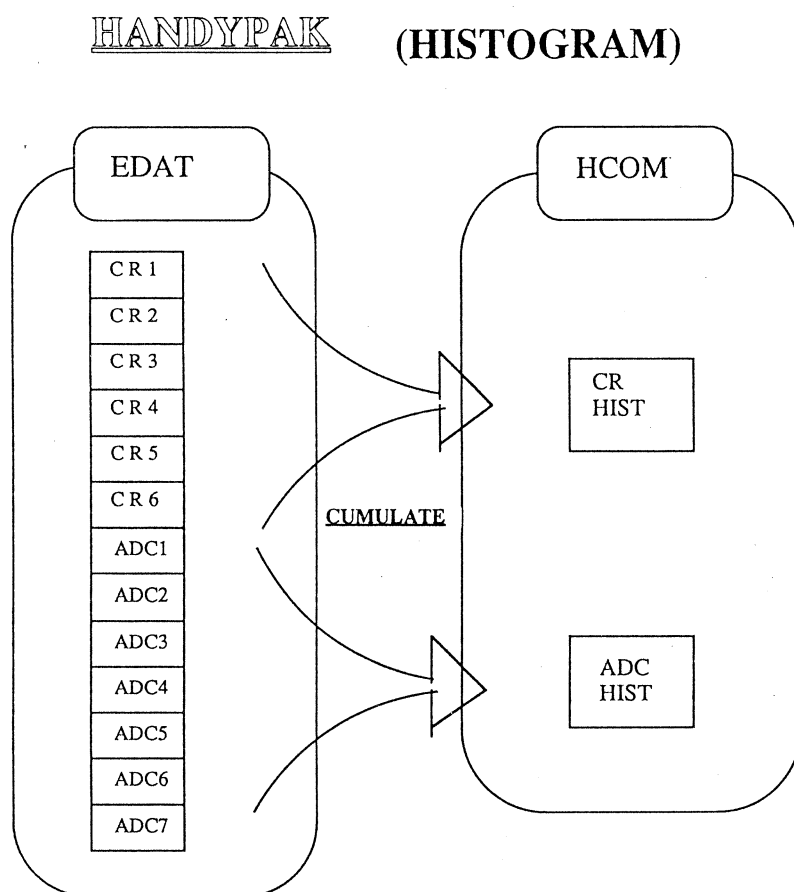 HANDYPAK (HISTOGRAM)
EDAT
CR1
CR2
CR3
CR4
CR5
CR6
ADC1
ADC2
ADC3
ADC4
ADC5
ADC6
ADC7
CUMULATE
HCOM
CR
HIST
ADC
HIST